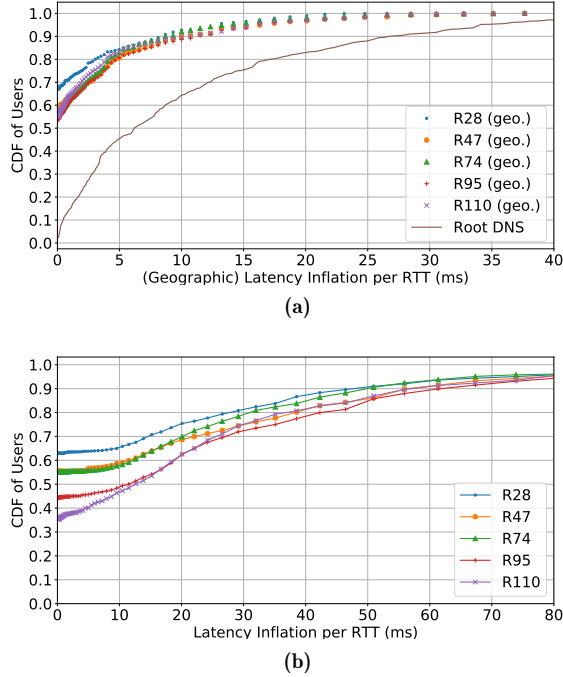 CDF of Users
1.0
0.9
0.8
0.7
0.6
0.5
0.4
0.3
0.2
0.1
0.0
R28 (geo.)
R47 (geo.)
R74 (geo.)
R95 (geo.)
R110 (geo.)
Root DNS
0 5 10 15 20 25 30 35 40
(Geographic) Latency Inflation per RTT (ms)
(a)
CDF of Users
1.0
0.9
0.8
0.7
0.6
0.5
0.4
0.3
0.2
0.1
0.0
R28
R47
R74
R95
R110
0 10 20 30 40 50 60 70 80
Latency Inflation per RTT (ms)
(b)